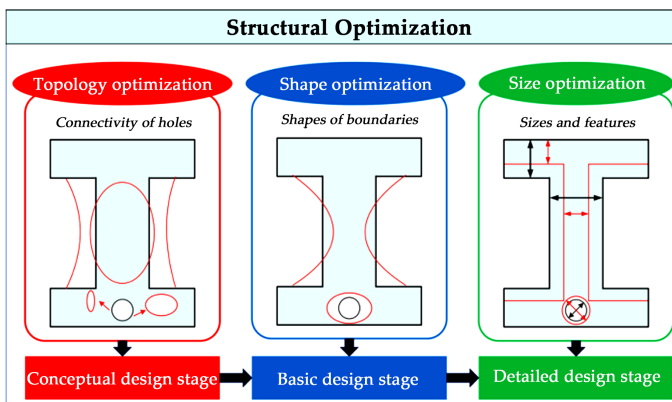 Structural Optimization
Topology optimization
Shape optimization
Size optimization
Connectivity of holes
Shapes of boundaries
Sizes and features
Conceptual design stage
Basic design stage
Detailed design stage